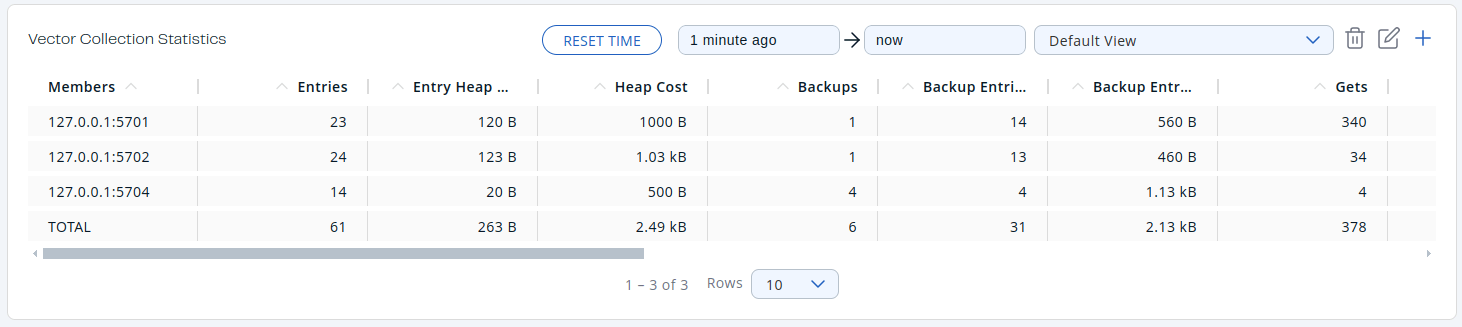 Vector Collection Statistics RESET TIME 1 minute ago now Default View
Members Entries Entry Heap ... Heap Cost Backups Backup Entri... Backup Entr... Gets
127.0.0.1:5701 23 120 B 1000 B 1 14 560 B 340
127.0.0.1:5702 24 123 B 1.03 kB 1 13 460 B 34
127.0.0.1:5704 14 20 B 500 B 4 4 1.13 kB 4
TOTAL 61 263 B 2.49 kB 6 31 2.13 kB 378
1 – 3 of 3 Rows 10